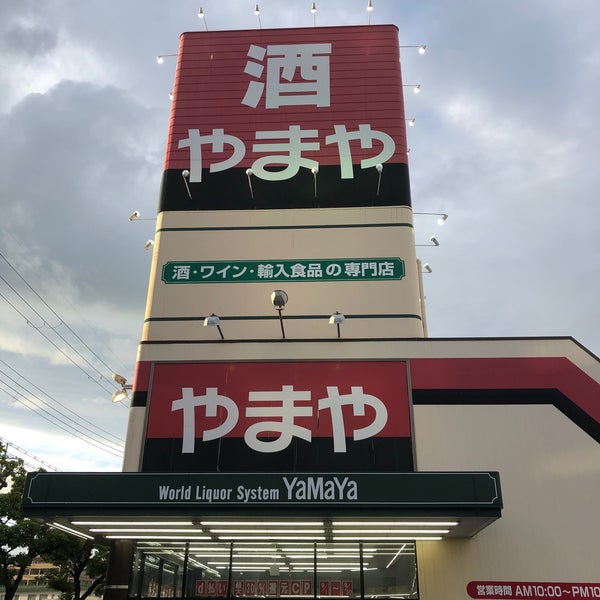 酒
やまや
酒・ワイン・輸入食品の専門店
やまや
World Liquor System YaMaYa
営業時間 AM10:00～PM10